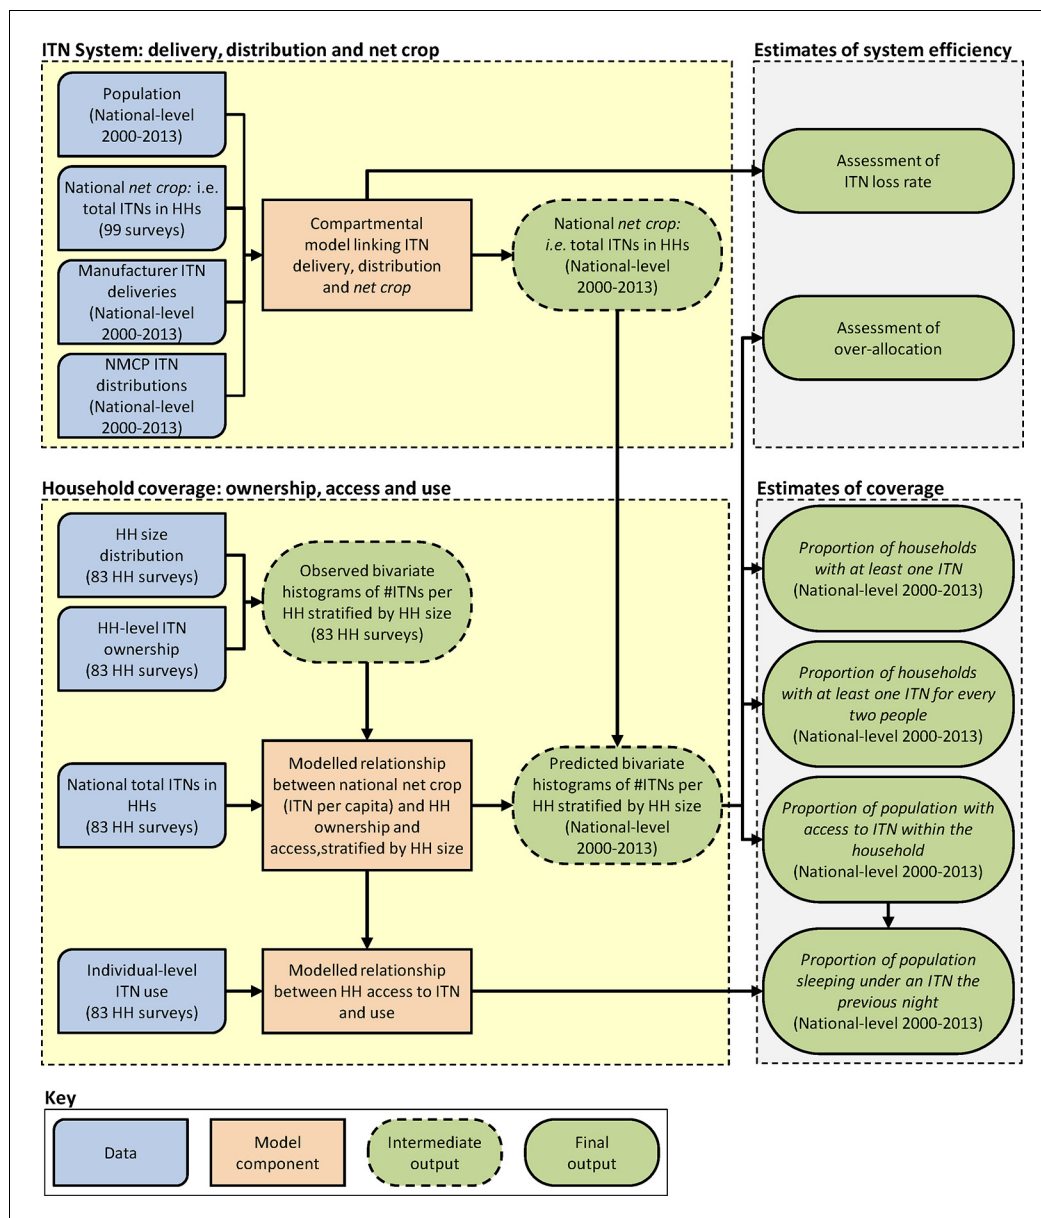 ITN System: delivery, distribution and net crop
Population
(National-level
2000-2013)
National net crop: i.e.
total ITNs in HHs
(99 surveys)
Manufacturer ITN
deliveries
(National-level
2000-2013)
NMCP ITN
distributions
(National-level
2000-2013)
Compartmental
model linking ITN
delivery, distribution
and net crop
National net crop:
i.e. total ITNs in HHs
(National-level
2000-2013)
Estimates of system efficiency
Assessment of
ITN loss rate
Assessment of
over-allocation
Household coverage: ownership, access and use
HH size
distribution
(83 HH surveys)
HH-level ITN
ownership
(83 HH surveys)
Observed bivariate
histograms of #ITNs per
HH stratified by HH size
(83 HH surveys)
National total ITNs in
HHs
(83 HH surveys)
Modelled relationship
between national net crop
(ITN per capita) and HH
ownership and
access,stratified by HH size
Predicted bivariate
histograms of #ITNs per
HH stratified by HH size
(National-level
2000-2013)
Individual-level
ITN use
(83 HH surveys)
Modelled relationship
between HH access to ITN
and use
Estimates of coverage
Proportion of households
with at least one ITN
(National-level 2000-2013)
Proportion of households
with at least one ITN for every
two people
(National-level 2000-2013)
Proportion of population with
access to ITN within the
household
(National-level 2000-2013)
Proportion of population
sleeping under an ITN the
previous night
(National-level 2000-2013)
Key
Data
Model
component
Intermediate
output
Final
output